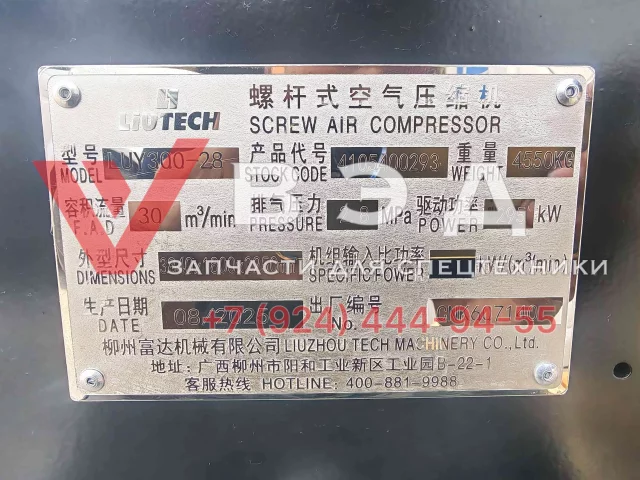 LIUTECH
螺杆式空气压缩机
SCREW AIR COMPRESSOR
型号 MODEL LUY300-28 产品代号 STOCK CODE 4105400293 重量 WEIGHT 4550KG
容积流量 F.A.D 30 m³/min 排气压力 PRESSURE MPa 驱动功率 POWER kW
外型尺寸 DIMENSIONS 机组输入比功率 SPECIFIC POWER kW/(m³/min)
生产日期 DATE 出厂编号 No.
柳州富达机械有限公司 LIUZHOU TECH MACHINERY CO., Ltd.
地址: 广西柳州市阳和工业新区工业园B-22-1
客服热线 HOTLINE: 400-881-9988
ВЭД
ЗАПЧАСТИ ДЛЯ СПЕЦТЕХНИКИ
+7 (924) 444-94-55